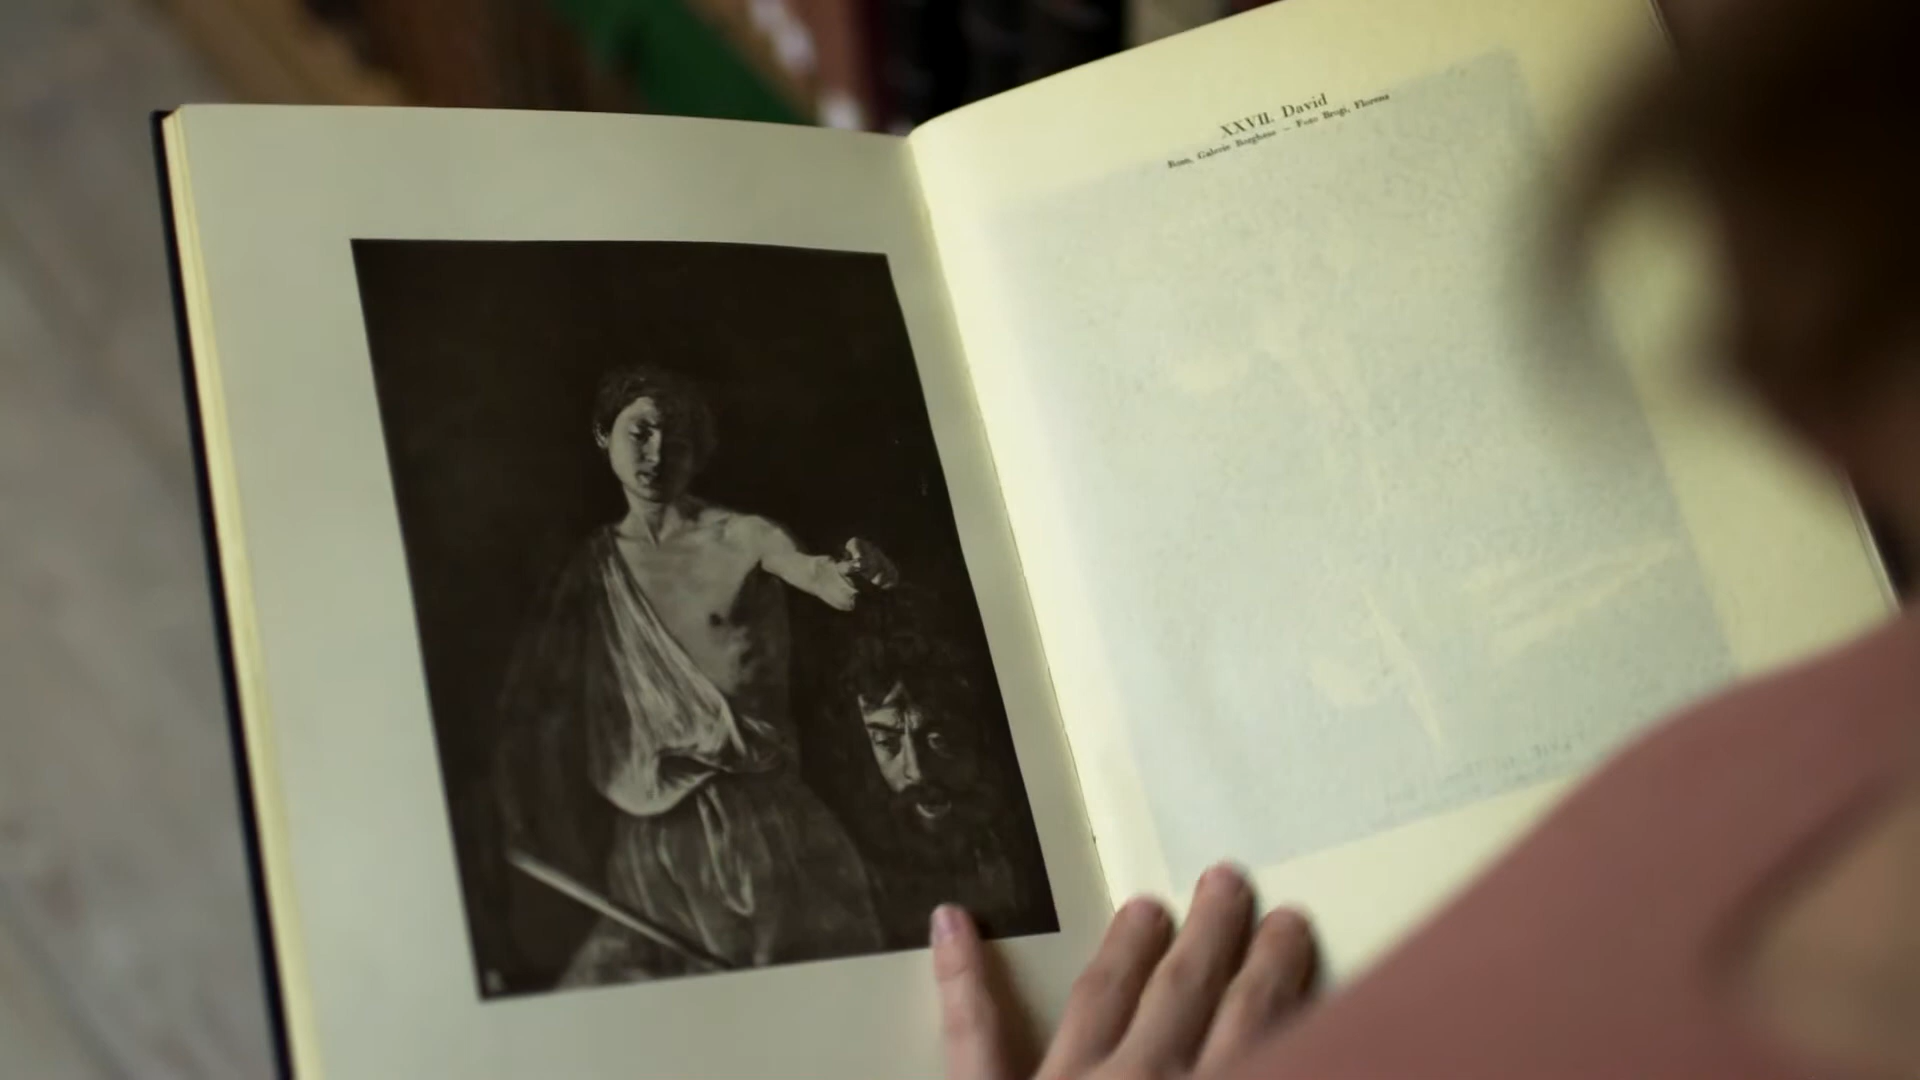 XXVII. David
Rom, Galerie Borghese — Foto Brogi, Florenz